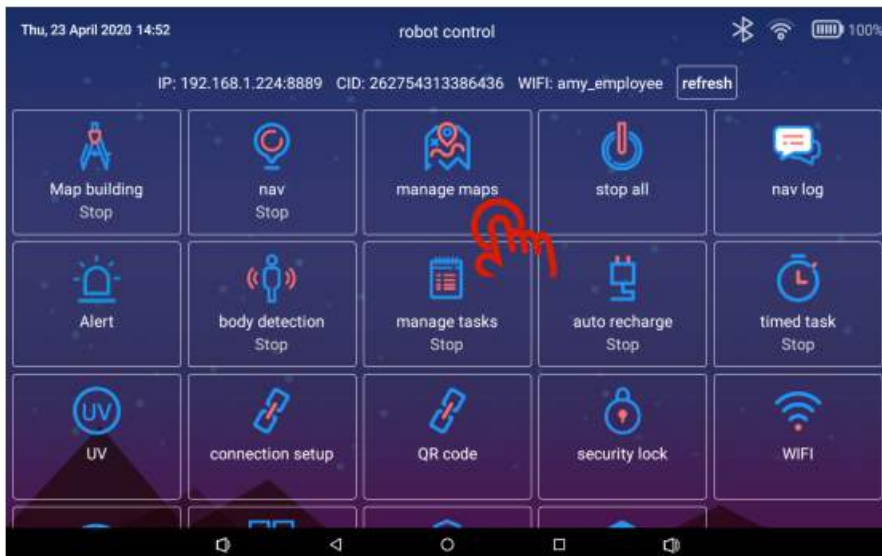 Thu, 23 April 2020 14:52
robot control
100%
IP: 192.168.1.224:8889 CID: 262754313386436 WIFI: amy_employee refresh
Map building
Stop
nav
Stop
manage maps
stop all
nav log
Alert
body detection
Stop
manage tasks
Stop
auto recharge
Stop
timed task
Stop
UV
UV
connection setup
QR code
security lock
WIFI